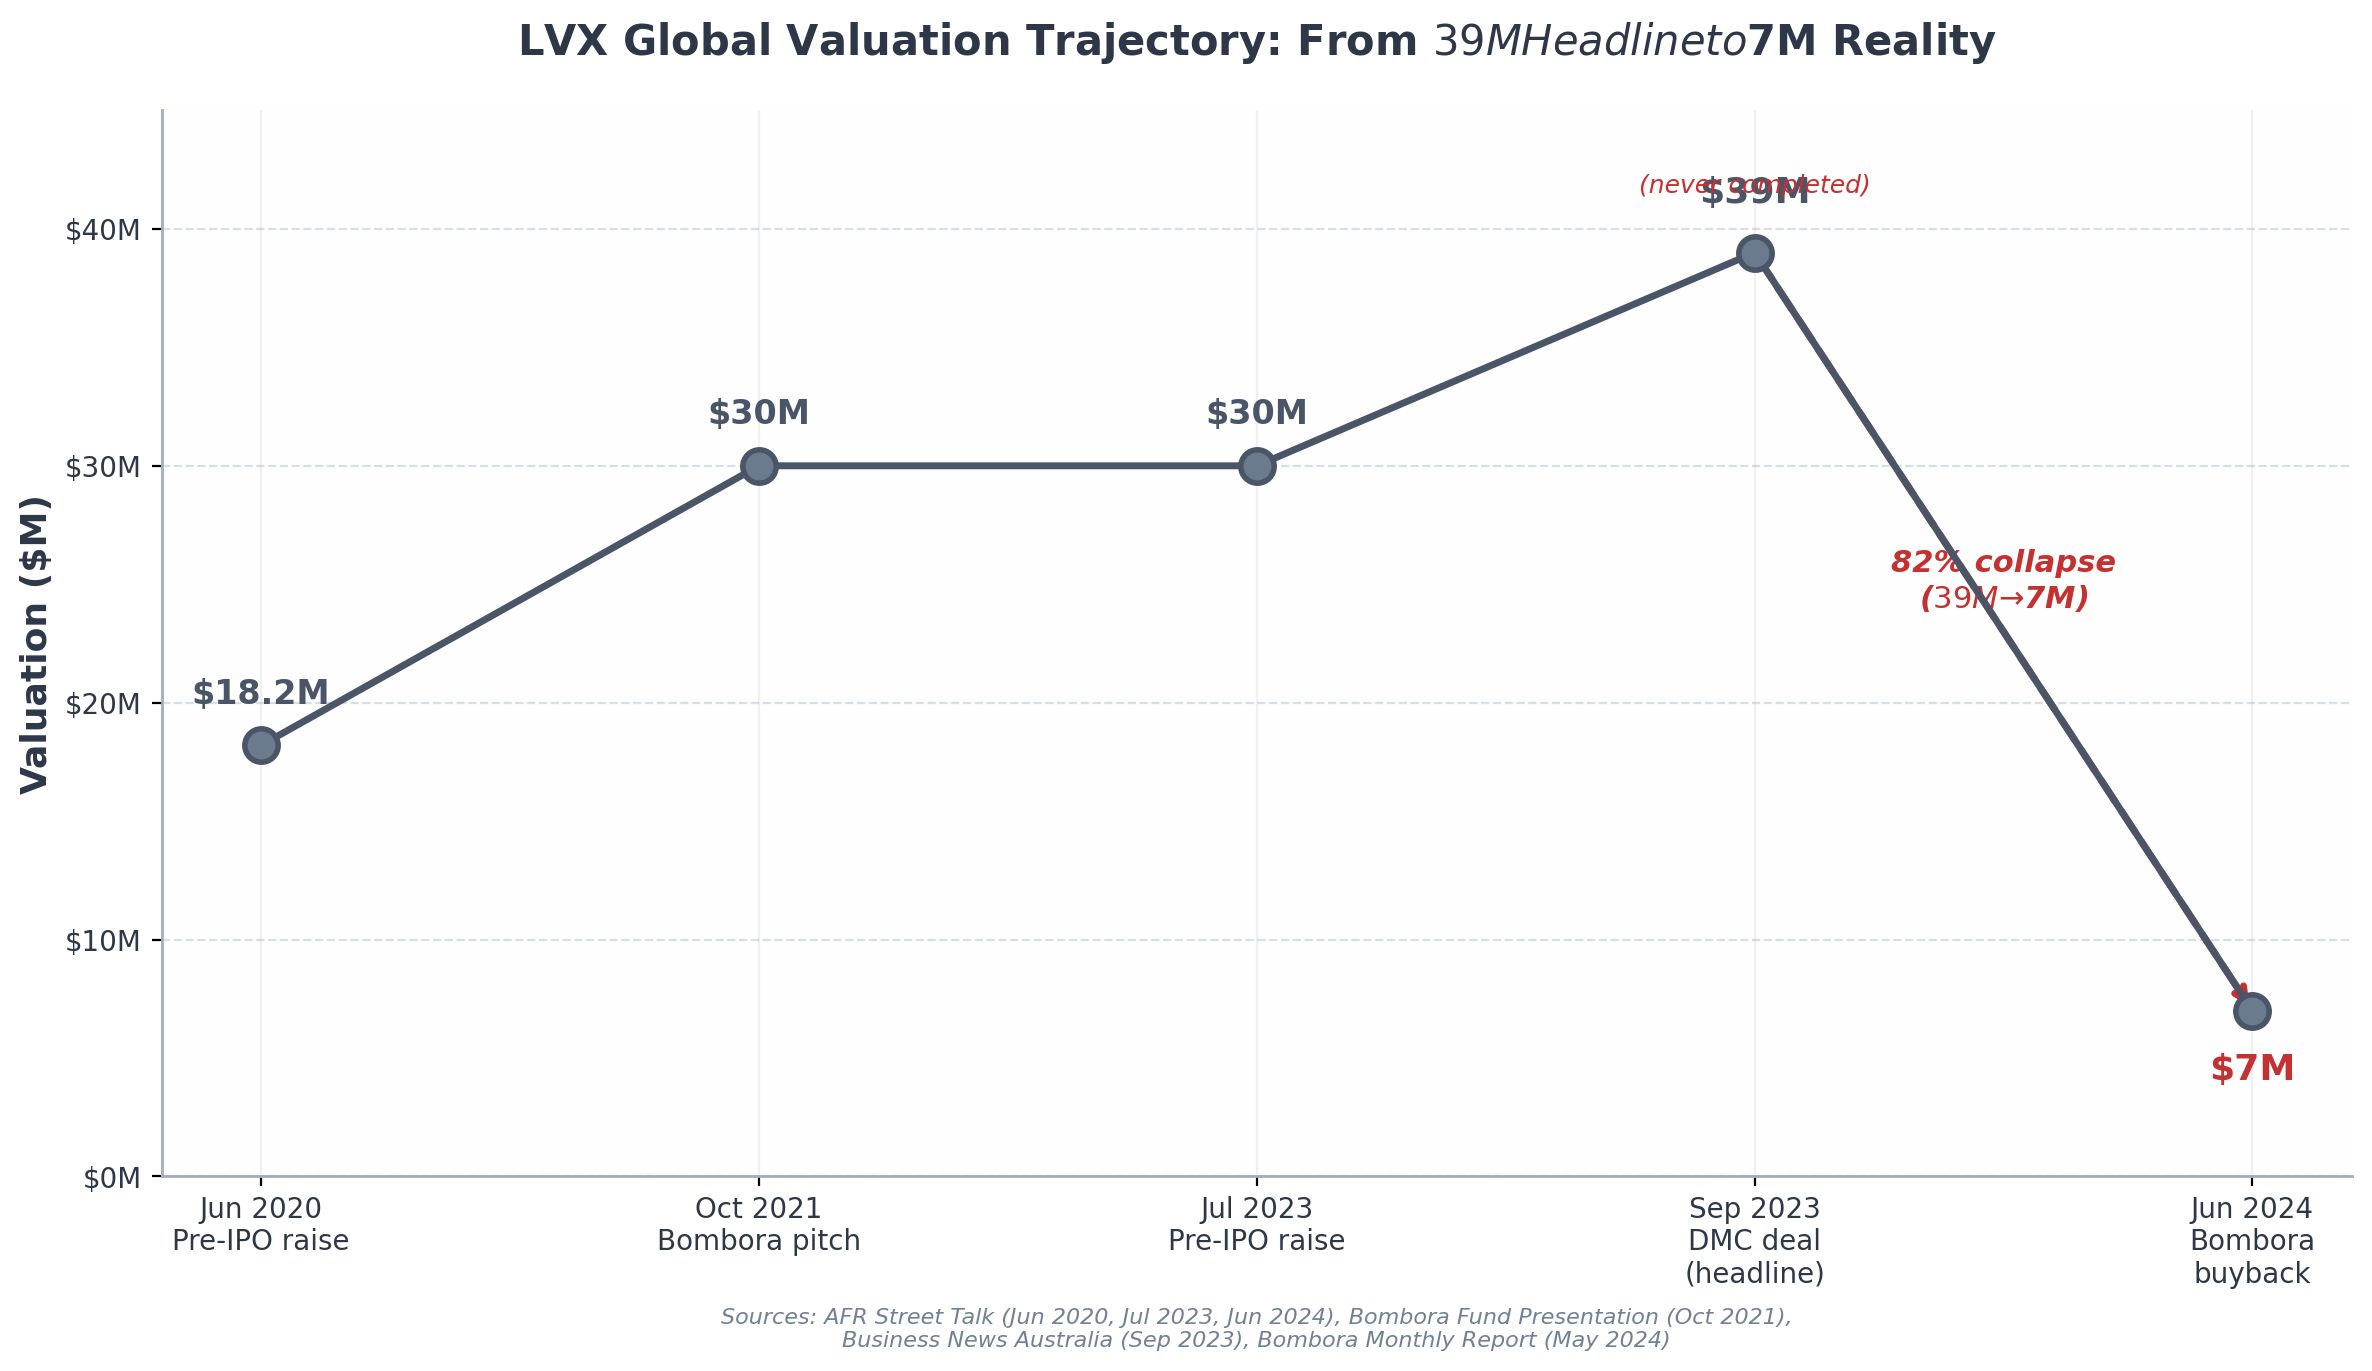 LVX Global Valuation Trajectory: From 39MHeadlineto7M Reality
(never completed)
$39M
$40M
$30M
$30M
$30M
82% collapse
(39M→7M)
$18.2M
$20M
$10M
$7M
$0M
Valuation ($M)
Jun 2020
Pre-IPO raise
Oct 2021
Bombora pitch
Jul 2023
Pre-IPO raise
Sep 2023
DMC deal
(headline)
Jun 2024
Bombora
buyback
Sources: AFR Street Talk (Jun 2020, Jul 2023, Jun 2024), Bombora Fund Presentation (Oct 2021),
Business News Australia (Sep 2023), Bombora Monthly Report (May 2024)